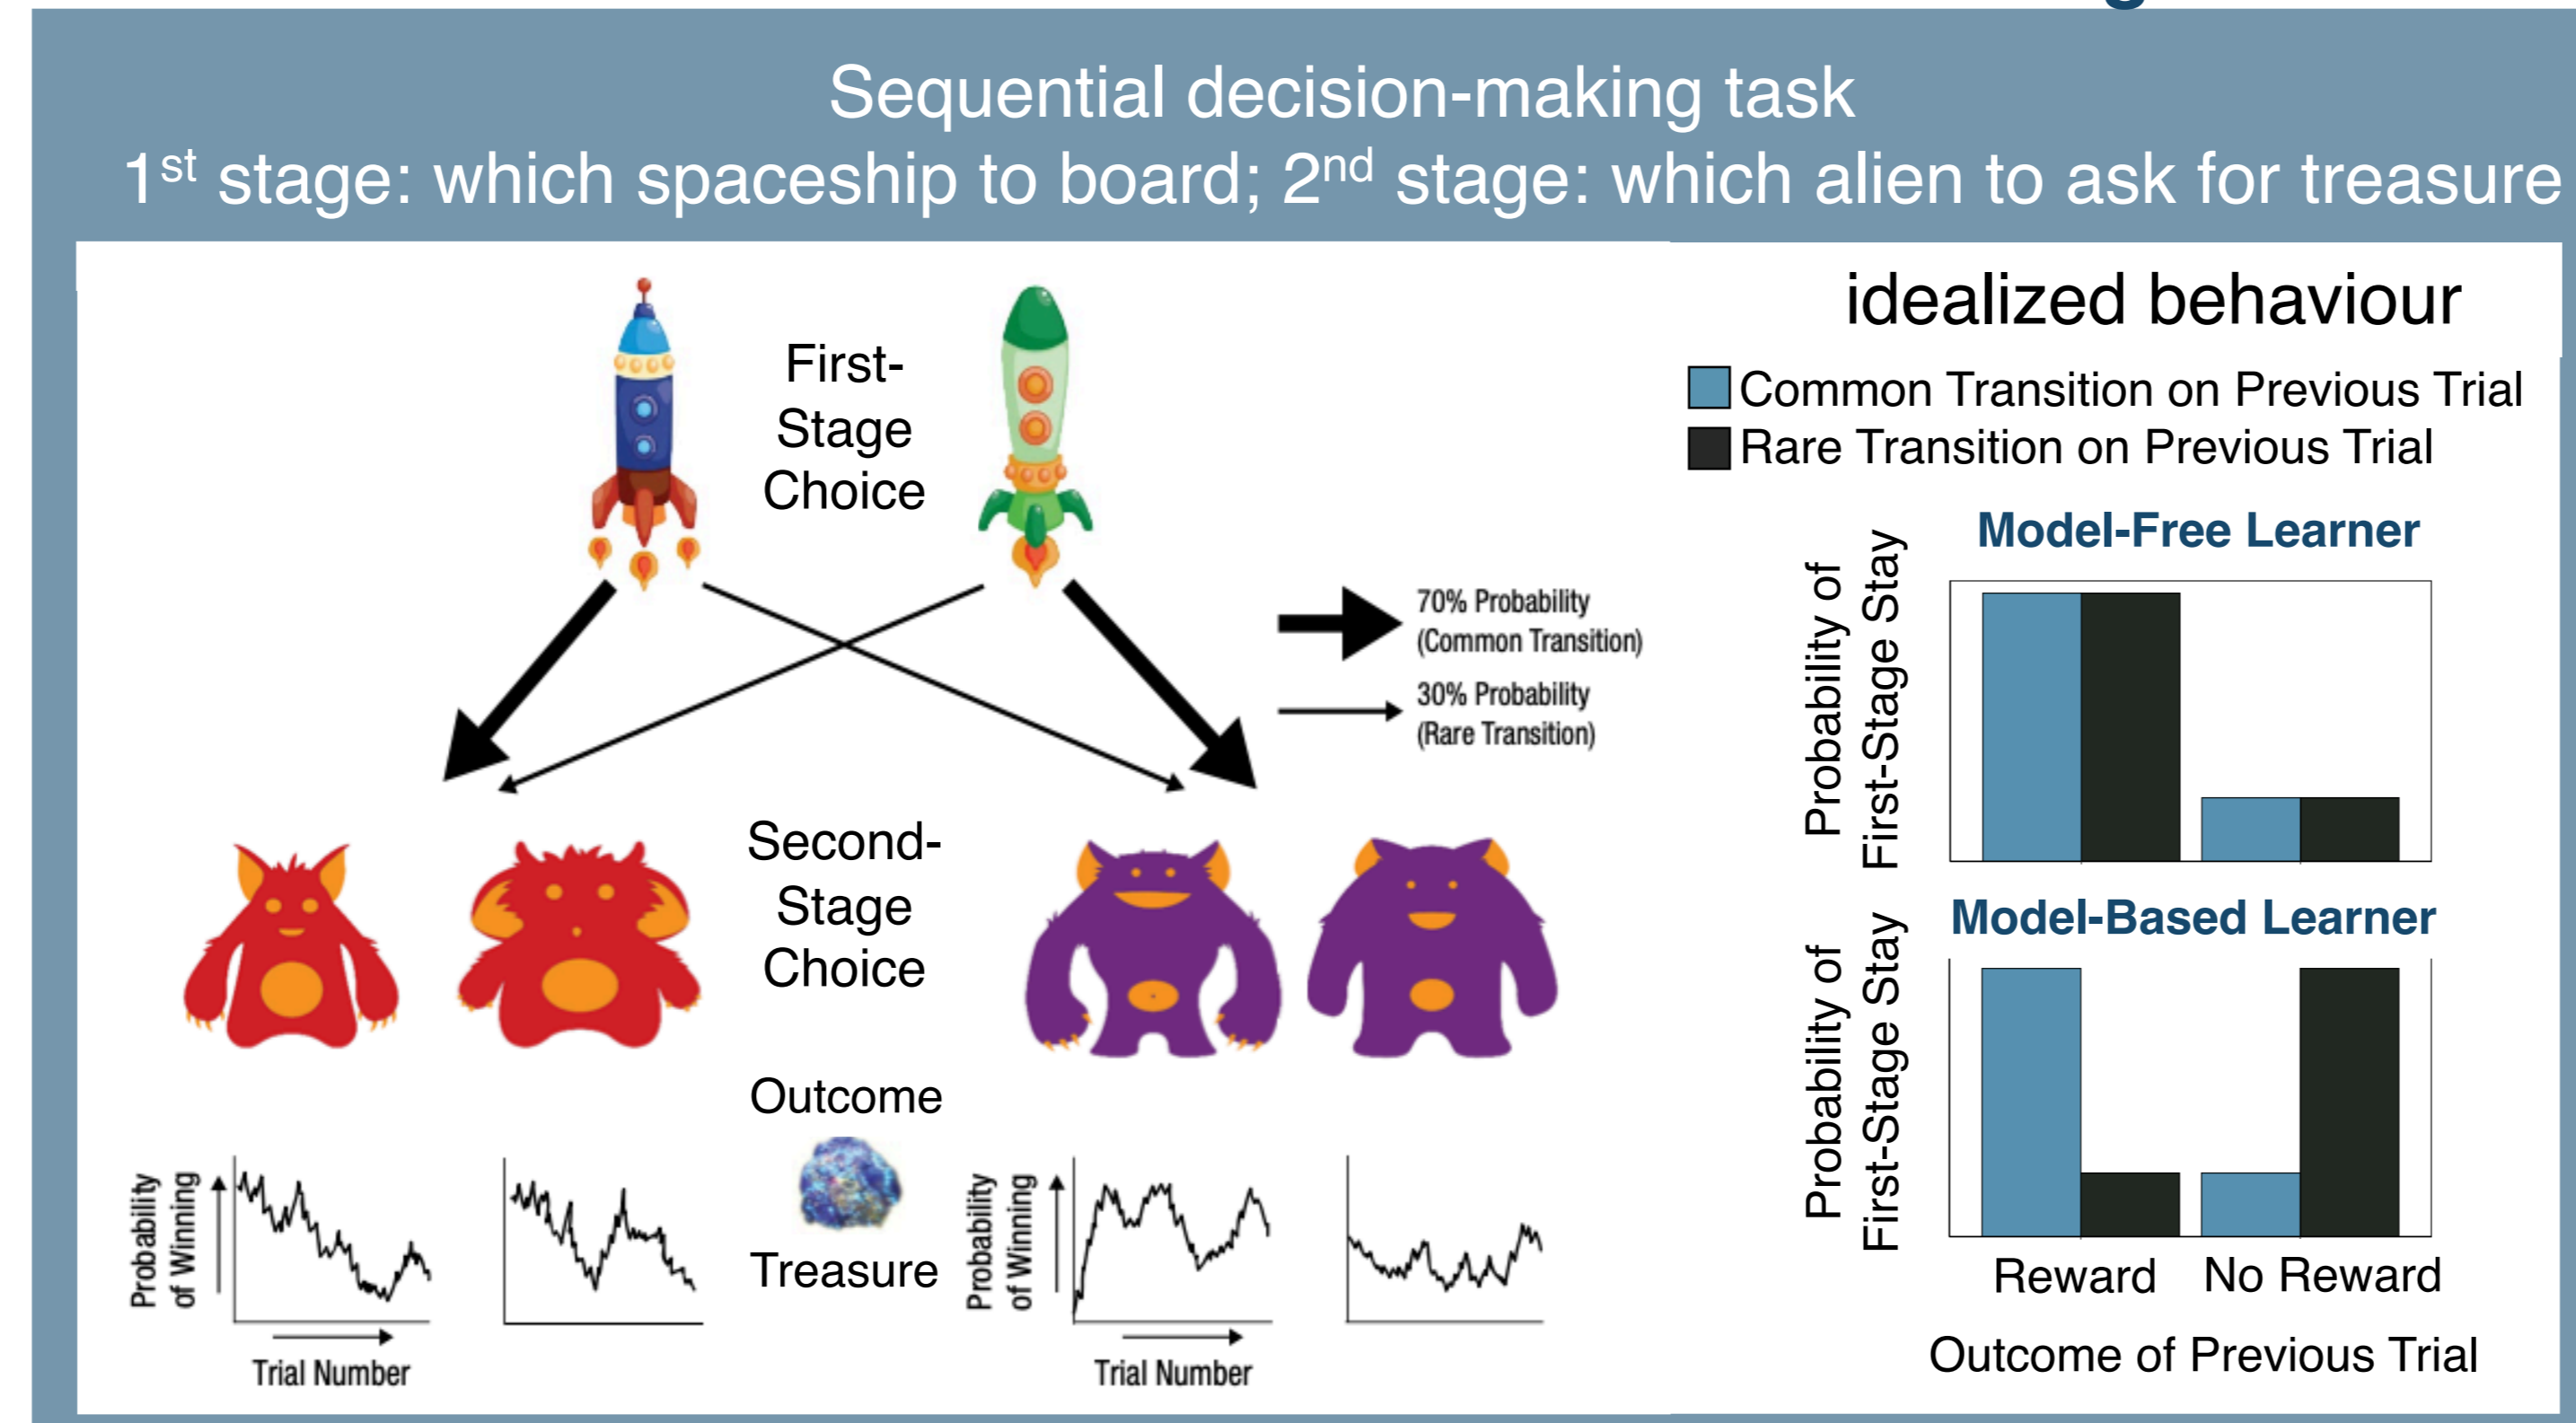 Sequential decision-making task
1st stage: which spaceship to board; 2nd stage: which alien to ask for treasure
First-
Stage
Choice
70% Probability
(Common Transition)
30% Probability
(Rare Transition)
Second-
Stage
Choice
Outcome
Treasure
Probability
of Winning
Trial Number
Probability
of Winning
Trial Number
idealized behaviour
Common Transition on Previous Trial
Rare Transition on Previous Trial
Model-Free Learner
Probability of
First-Stage Stay
Model-Based Learner
Probability of
First-Stage Stay
Reward No Reward
Outcome of Previous Trial